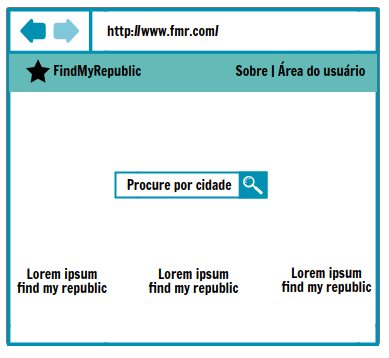 http://www.fmr.com/
FindMyRepublic
Sobre | Área do usuário
Procure por cidade
Lorem ipsum
find my republic
Lorem ipsum
find my republic
Lorem ipsum
find my republic